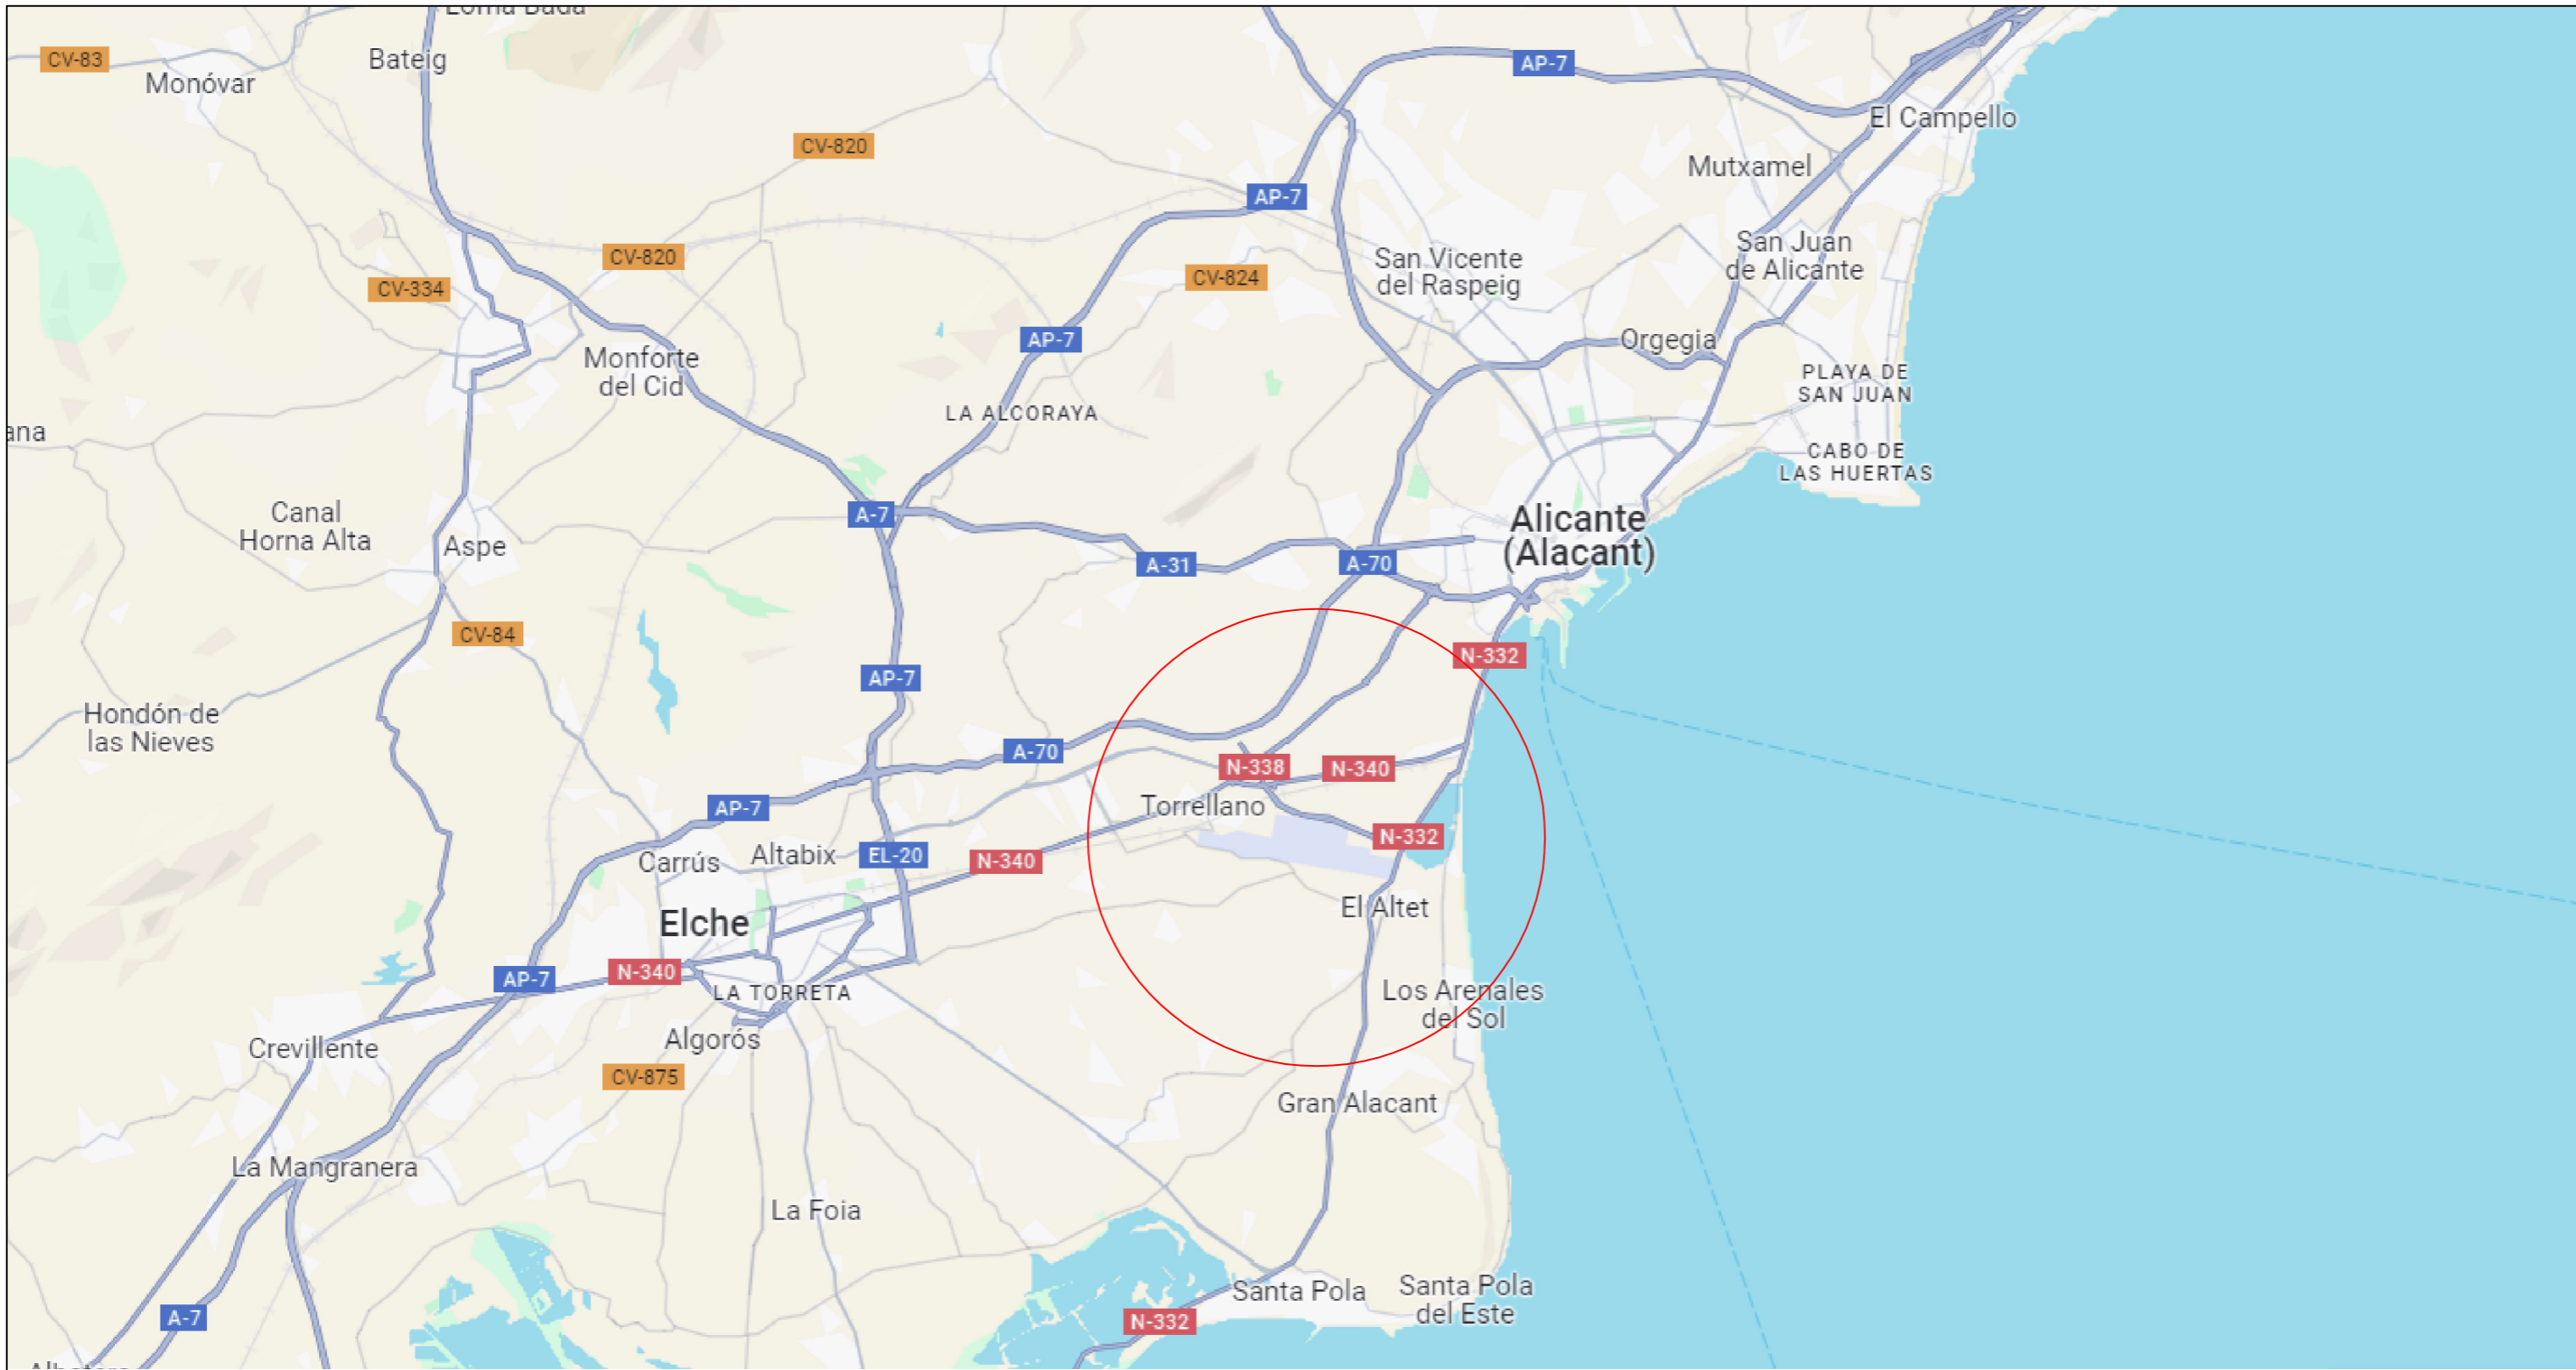 Loma Bada
CV-83
Bateig
Monóvar
AP-7
El Campello
CV-820
Mutxamel
AP-7
San Juan
de Alicante
CV-820
San Vicente
del Raspeig
CV-824
CV-334
AP-7
Orgegia
Monforte
del Cid
PLAYA DE
SAN JUAN
LA ALCORAYA
ana
CABO DE
LAS HUERTAS
Canal
Horna Alta
A-7
Alicante
(Alacant)
Aspe
A-31
A-70
CV-84
N-332
AP-7
Hondón de
las Nieves
A-70
N-338
N-340
AP-7
Torrellano
N-332
Carrús
Altabix
EL-20
N-340
El Altet
Elche
AP-7
N-340
LA TORRETA
Los Arenales
del Sol
Crevillente
Algorós
CV-875
Gran Alacant
La Mangranera
La Foia
Santa Pola
Santa Pola
del Este
A-7
N-332